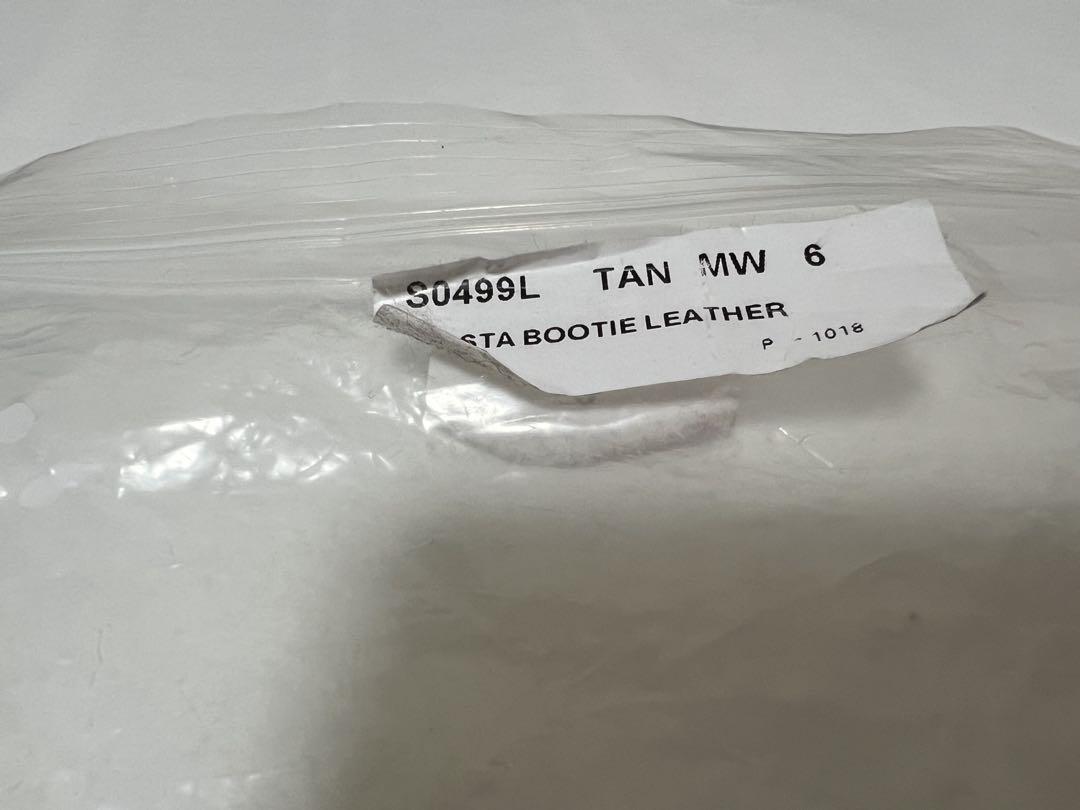 S0499L TAN MW 6
STA BOOTIE LEATHER
P - 1018